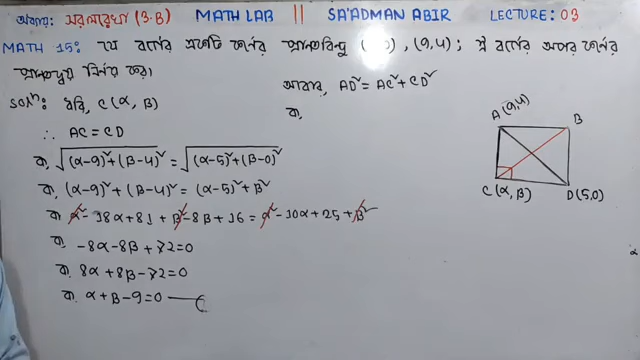 অধ্যায়: সরলরেখা (3.B) MATH LAB || SA'ADMAN ABIR LECTURE: 03
MATH 15: যে বর্গের একটি কর্ণের প্রান্তবিন্দু , (9,4) ; ঐ বর্গের অপর কর্ণের
প্রান্তদ্বয় নির্ণয় করো।
SOLⁿ: ধরি, C(α, β)
∴ AC = CD
বা, √(α-9)²+(β-4)² = √(α-5)²+(β-0)²
বা, (α-9)²+(β-4)² = (α-5)²+β²
বা, α²-18α+81+β²-8β+16 = α²-10α+25+β²
বা, -8α-8β+72=0
বা, 8α+8β-72=0
বা, α+β-9=0 — (
আবার, AD² = AC²+CD²
বা,
A(9,4)
B
C(α, β)
D(5,0)
α